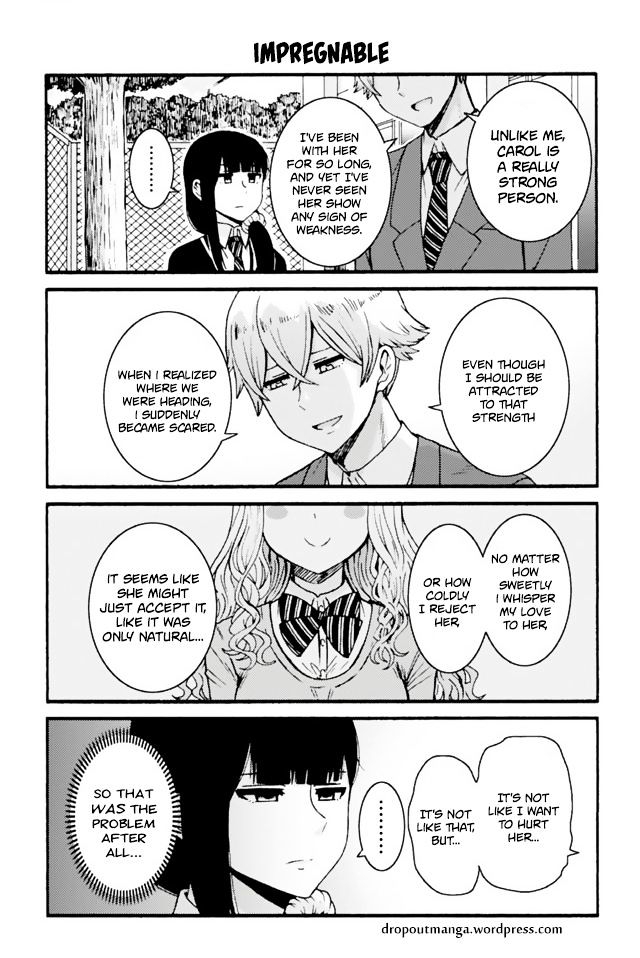 IMPREGNABLE
UNLIKE ME,
CAROL IS
A REALLY
STRONG
PERSON.
I'VE BEEN
WITH HER
FOR SO LONG,
AND YET I'VE
NEVER SEEN
HER SHOW
ANY SIGN OF
WEAKNESS.
......
EVEN THOUGH
I SHOULD BE
ATTRACTED
TO THAT
STRENGTH
WHEN I REALIZED
WHERE WE
WERE HEADING,
I SUDDENLY
BECAME SCARED.
NO MATTER
HOW
SWEETLY
I WHISPER
MY LOVE
TO HER,
OR HOW
COLDLY
I REJECT
HER,
IT SEEMS LIKE
SHE MIGHT
JUST ACCEPT IT,
LIKE IT WAS
ONLY NATURAL...
IT'S NOT
LIKE I WANT
TO HURT
HER...
IT'S NOT
LIKE THAT,
BUT...
........
SO THAT
WAS THE
PROBLEM
AFTER
ALL...
dropoutmanga.wordpress.com